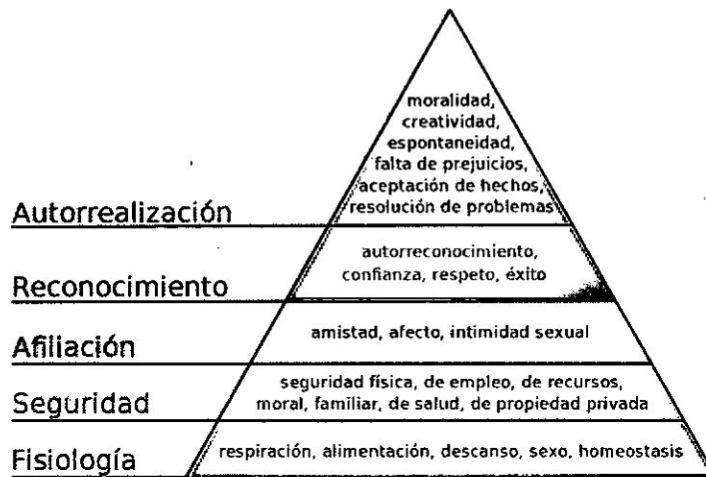 moralidad,
creatividad,
espontaneidad,
falta de prejuicios,
aceptación de hechos,
resolución de problemas
Autorrealización
autorreconocimiento,
confianza, respeto, éxito
Reconocimiento
amistad, afecto, intimidad sexual
Afiliación
seguridad física, de empleo, de recursos,
moral, familiar, de salud, de propiedad privada
Seguridad
respiración, alimentación, descanso, sexo, homeostasis
Fisiología